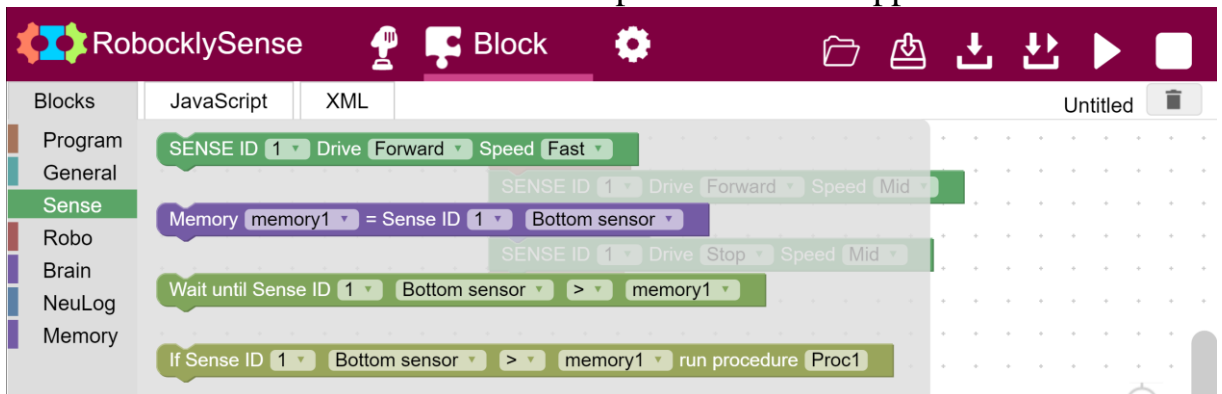 RobocklySense Block
Blocks JavaScript XML Untitled
Program
General
Sense
Robo
Brain
NeuLog
Memory
SENSE ID 1 Drive Forward Speed Fast
SENSE ID 1 Drive Forward Speed Mid
Memory memory1 = Sense ID 1 Bottom sensor
SENSE ID 1 Drive Stop Speed Mid
Wait until Sense ID 1 Bottom sensor > memory1
If Sense ID 1 Bottom sensor > memory1 run procedure Proc1